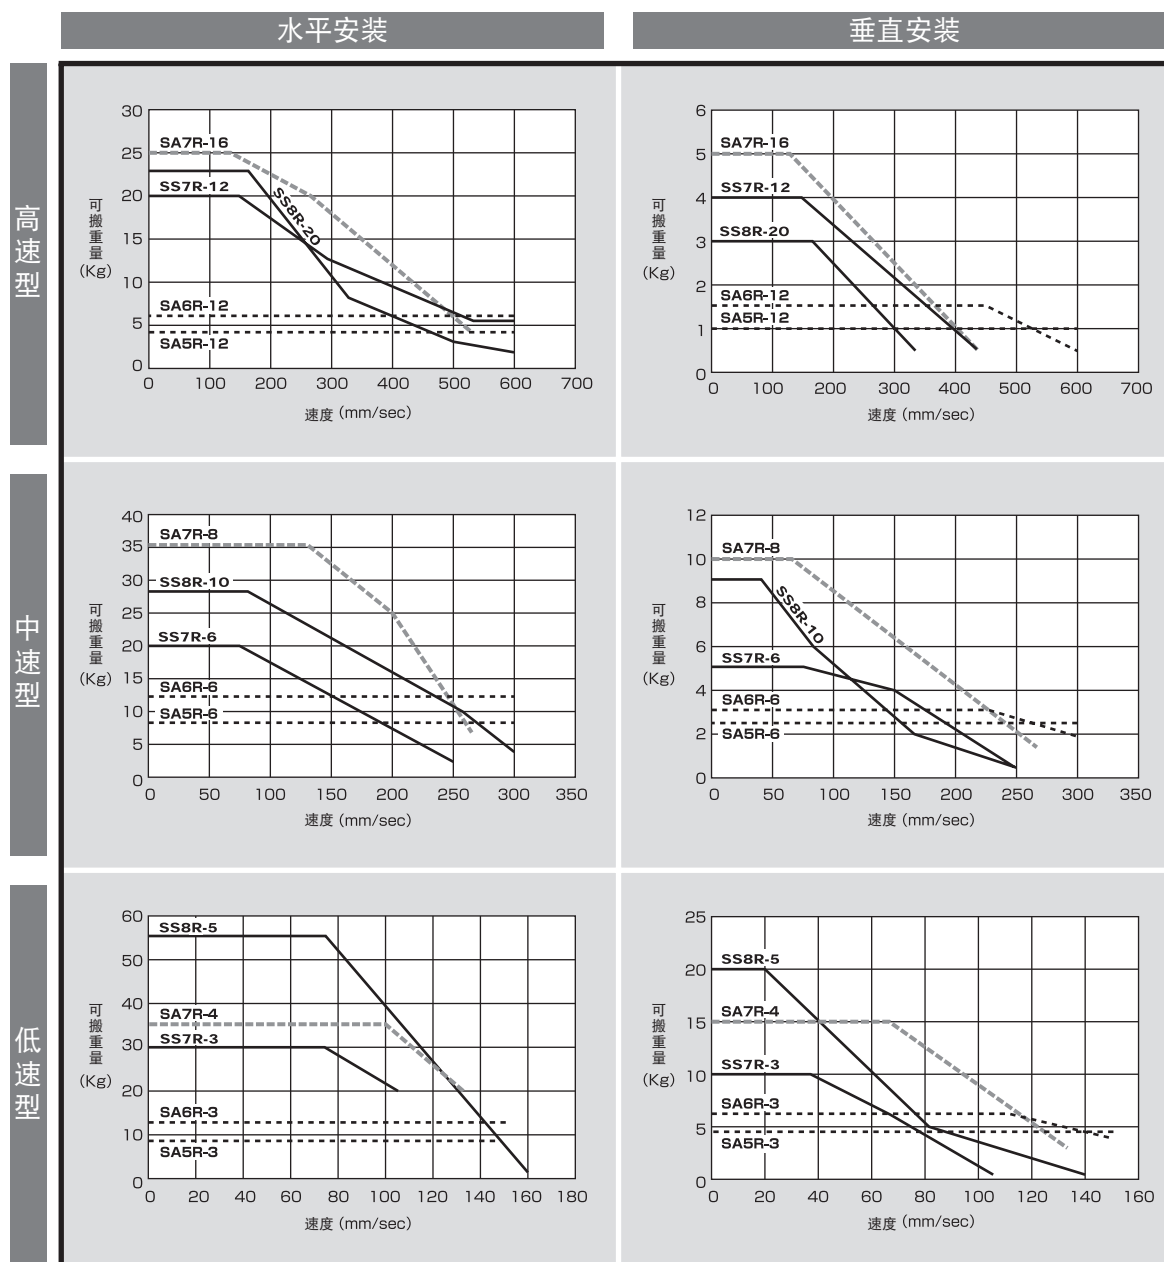 水平安装
垂直安装
高速型
可搬重量
(Kg)
30
25
20
15
10
5
0
SA7R-16
SS7R-12
SS8R-20
SA6R-12
SA5R-12
0 100 200 300 400 500 600 700
速度 (mm/sec)
可搬重量
(Kg)
6
5
4
3
2
1
0
SA7R-16
SS7R-12
SS8R-20
SA6R-12
SA5R-12
0 100 200 300 400 500 600 700
速度 (mm/sec)
中速型
可搬重量
(Kg)
40
35
30
25
20
15
10
5
0
SA7R-8
SS8R-10
SS7R-6
SA6R-6
SA5R-6
0 50 100 150 200 250 300 350
速度 (mm/sec)
可搬重量
(Kg)
12
10
8
6
4
2
0
SA7R-8
SS8R-10
SS7R-6
SA6R-6
SA5R-6
0 50 100 150 200 250 300 350
速度 (mm/sec)
低速型
可搬重量
(Kg)
60
50
40
30
20
10
0
SS8R-5
SA7R-4
SS7R-3
SA6R-3
SA5R-3
0 20 40 60 80 100 120 140 160 180
速度 (mm/sec)
可搬重量
(Kg)
25
20
15
10
5
0
SS8R-5
SA7R-4
SS7R-3
SA6R-3
SA5R-3
0 20 40 60 80 100 120 140 160
速度 (mm/sec)